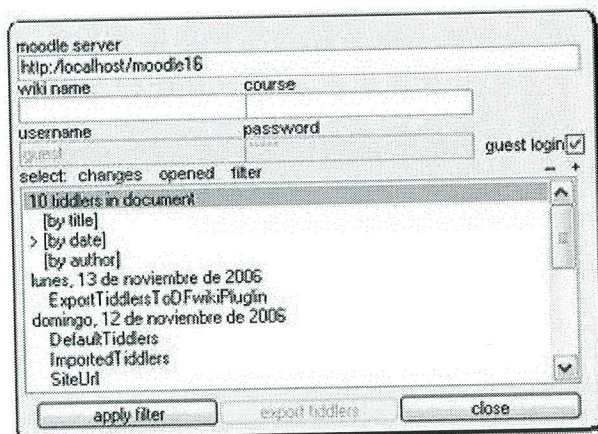 moodle server
http:/localhost/moodle16
wiki name course
username password
guest ***** guest login
select: changes opened filter - +
10 tiddlers in document
[by title]
> [by date]
[by author]
lunes, 13 de noviembre de 2006
ExportTiddlersToDFwikiPlugin
domingo, 12 de noviembre de 2006
DefaultTiddlers
ImportedTiddlers
SiteUrl
apply filter export tiddlers close